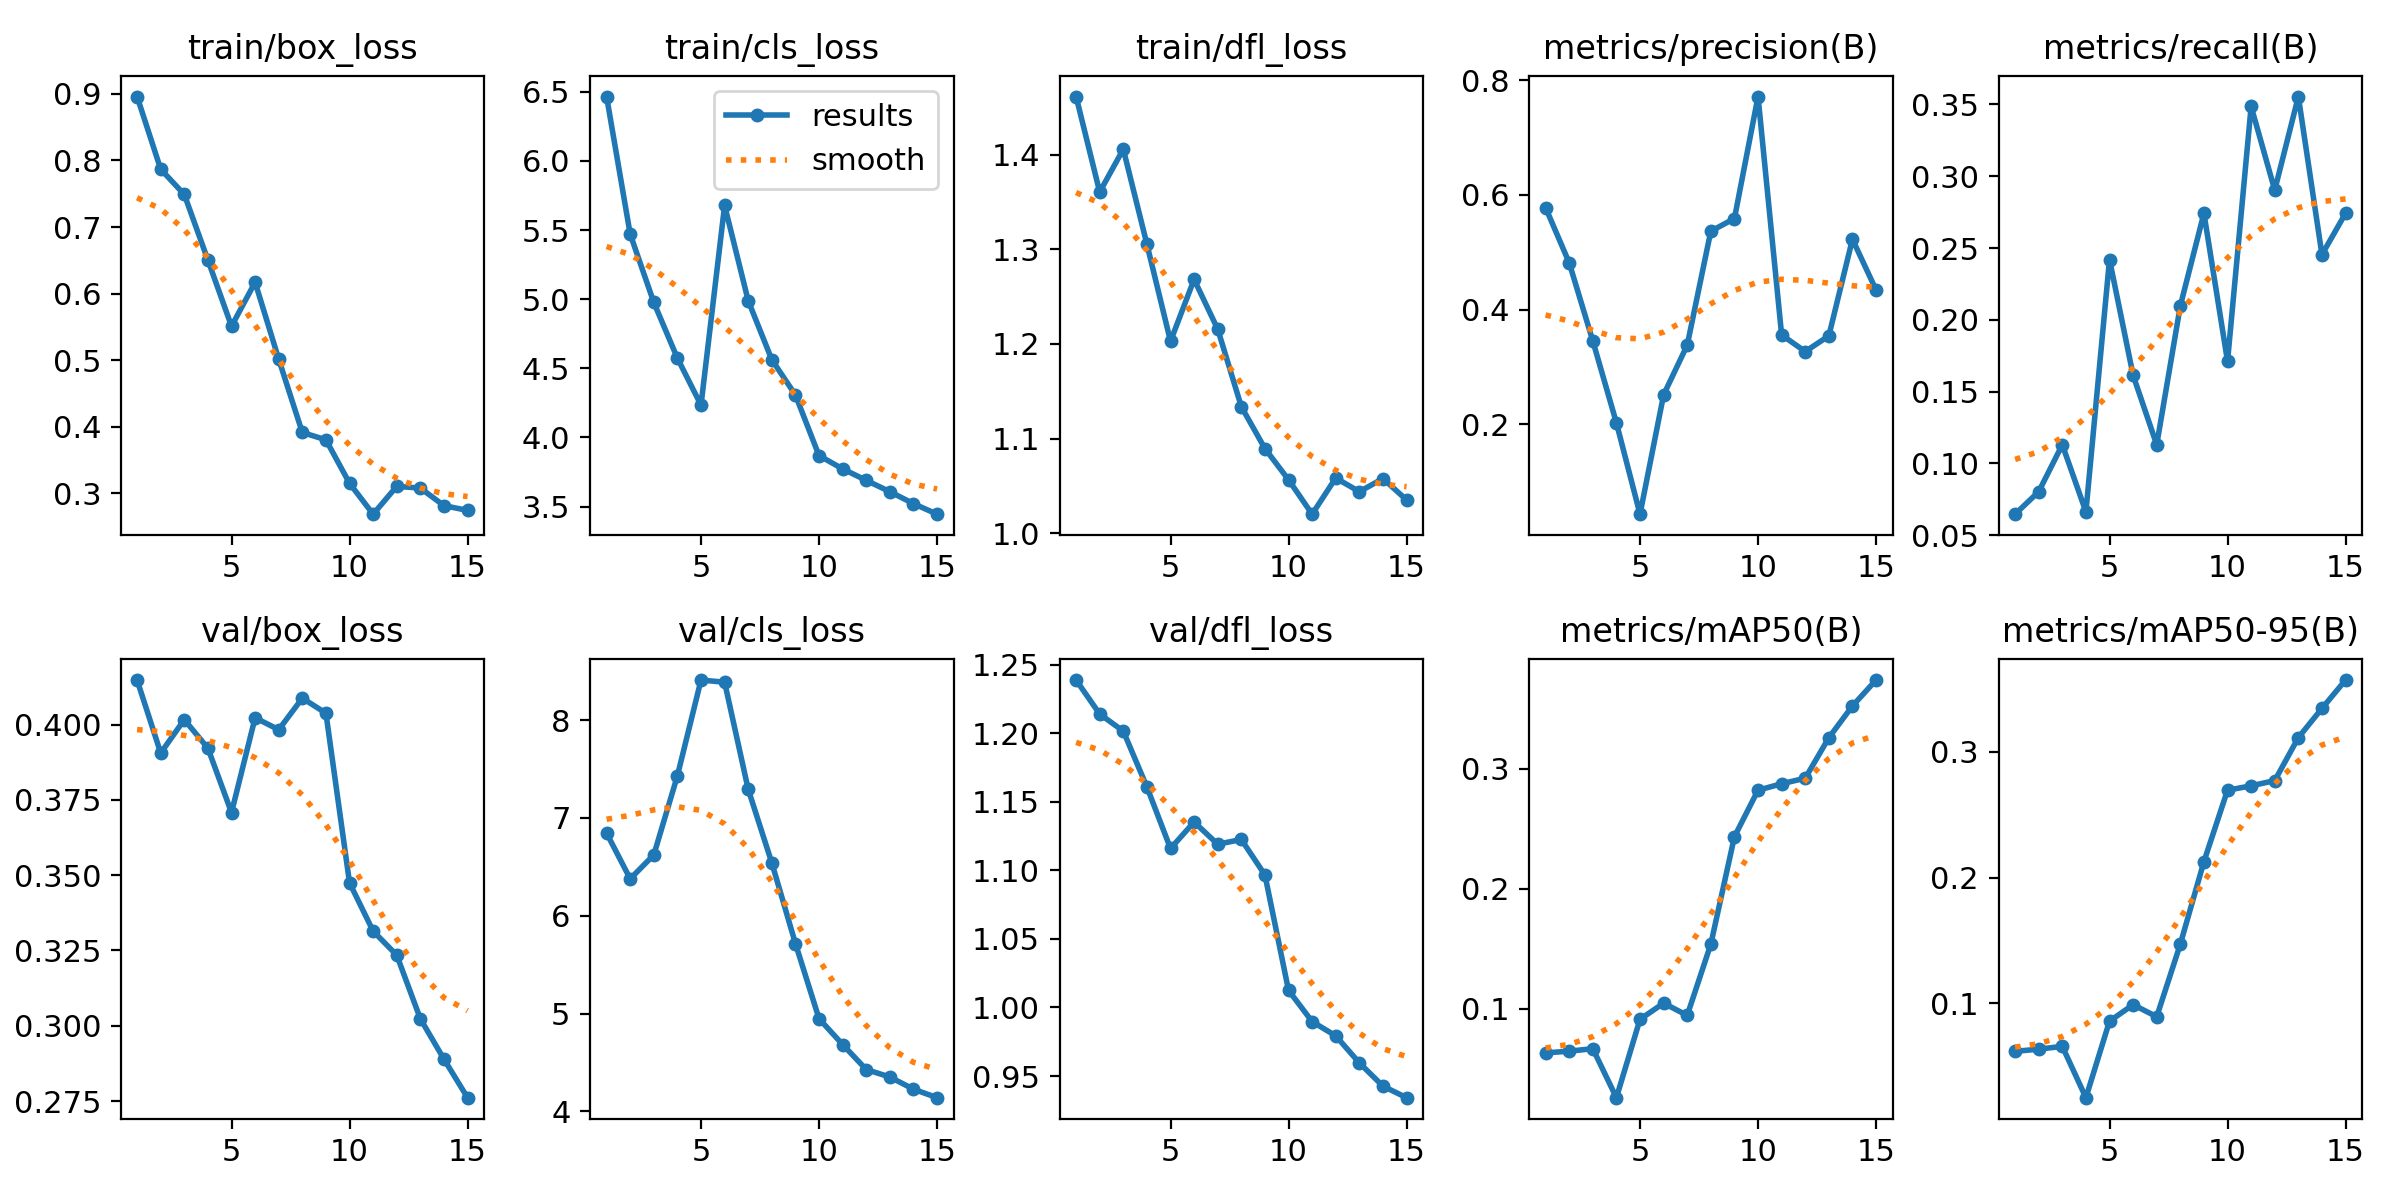 train/box_loss
0.9
0.8
0.7
0.6
0.5
0.4
0.3
5 10 15
train/cls_loss
results
smooth
6.5
6.0
5.5
5.0
4.5
4.0
3.5
5 10 15
train/dfl_loss
1.4
1.3
1.2
1.1
1.0
5 10 15
metrics/precision(B)
0.8
0.6
0.4
0.2
5 10 15
metrics/recall(B)
0.35
0.30
0.25
0.20
0.15
0.10
0.05
5 10 15
val/box_loss
0.400
0.375
0.350
0.325
0.300
0.275
5 10 15
val/cls_loss
8
7
6
5
4
5 10 15
val/dfl_loss
1.25
1.20
1.15
1.10
1.05
1.00
0.95
5 10 15
metrics/mAP50(B)
0.3
0.2
0.1
5 10 15
metrics/mAP50-95(B)
0.3
0.2
0.1
5 10 15